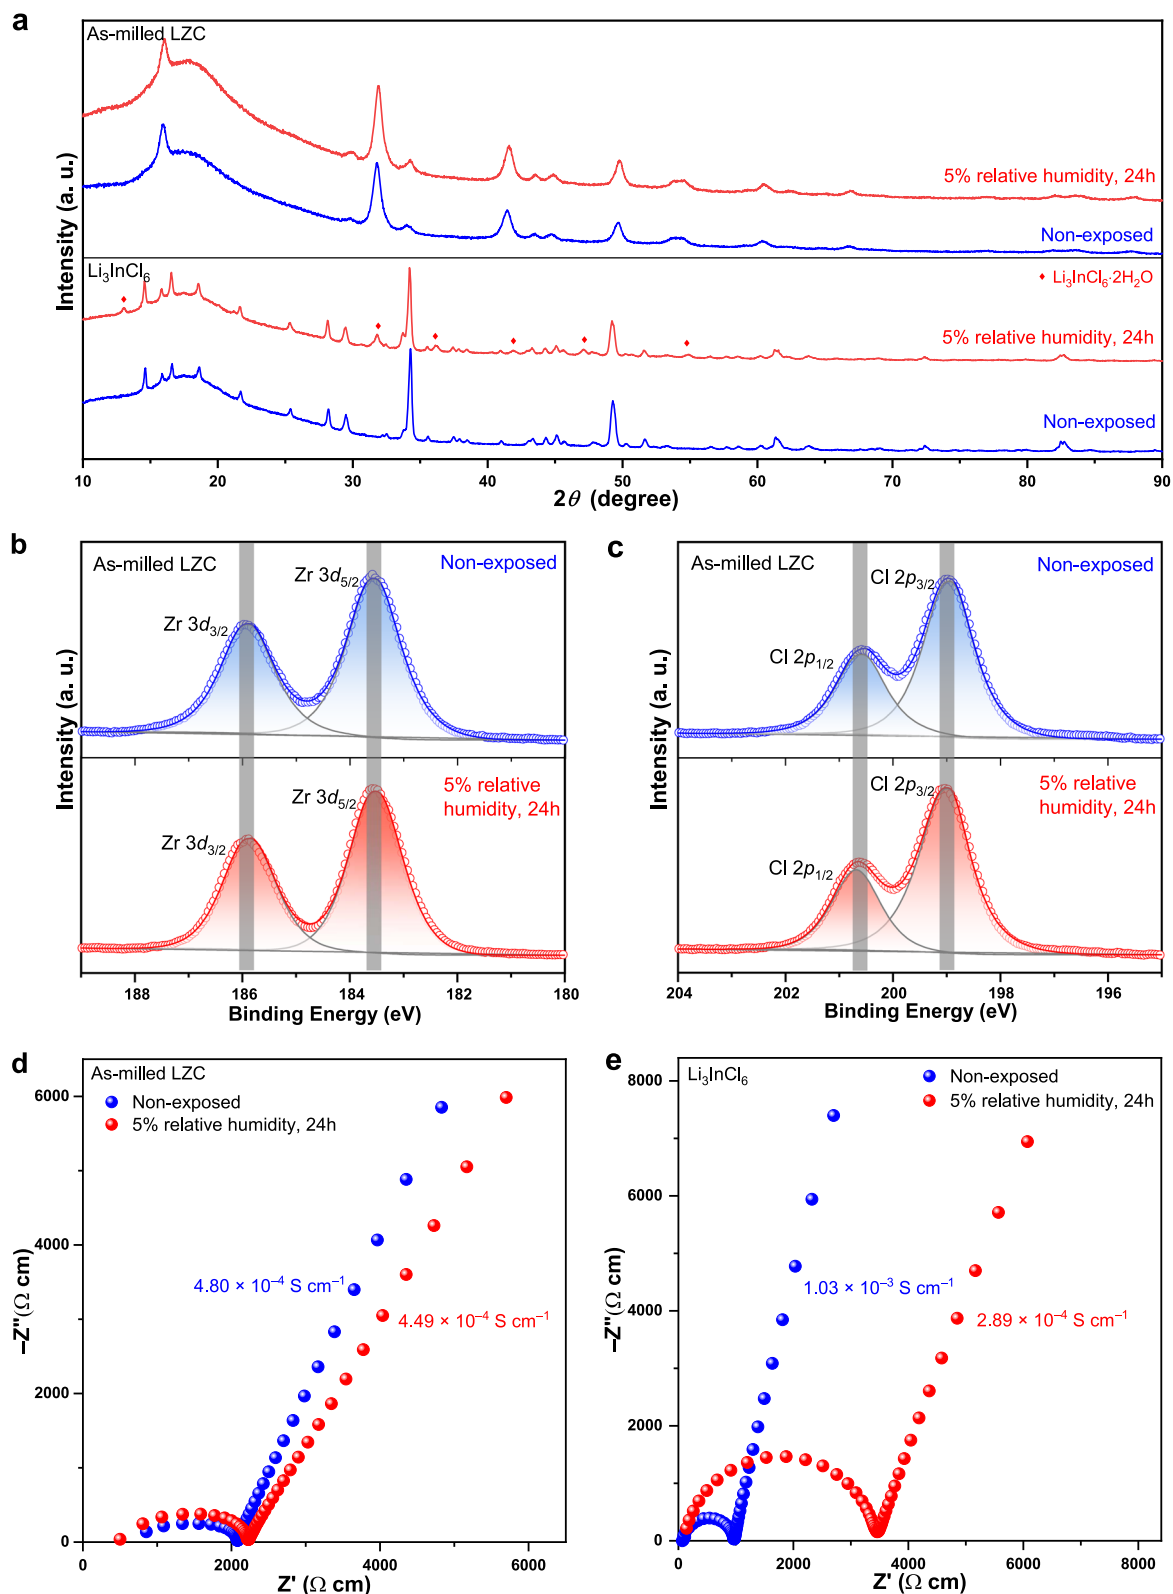 a
As-milled LZC
5% relative humidity, 24h
Non-exposed
Li₃InCl₆
♦ Li₃InCl₆·2H₂O
5% relative humidity, 24h
Non-exposed
Intensity (a. u.)
Intensity (a. u.)
10 20 30 40 50 60 70 80 90
2θ (degree)
b
As-milled LZC
Non-exposed
Zr 3d₅/₂
Zr 3d₃/₂
5% relative
humidity, 24h
Zr 3d₅/₂
Zr 3d₃/₂
Intensity (a. u.)
188 186 184 182 180
Binding Energy (eV)
c
As-milled LZC
Non-exposed
Cl 2p₃/₂
Cl 2p₁/₂
5% relative
humidity, 24h
Cl 2p₃/₂
Cl 2p₁/₂
Intensity (a. u.)
204 202 200 198 196
Binding Energy (eV)
d
As-milled LZC
Non-exposed
5% relative humidity, 24h
6000
4000
2000
0
4.80 × 10⁻⁴ S cm⁻¹
4.49 × 10⁻⁴ S cm⁻¹
−Z''(Ω cm)
0 2000 4000 6000
Z' (Ω cm)
e
Li₃InCl₆
Non-exposed
5% relative humidity, 24h
8000
6000
4000
2000
0
1.03 × 10⁻³ S cm⁻¹
2.89 × 10⁻⁴ S cm⁻¹
−Z''(Ω cm)
0 2000 4000 6000 8000
Z' (Ω cm)